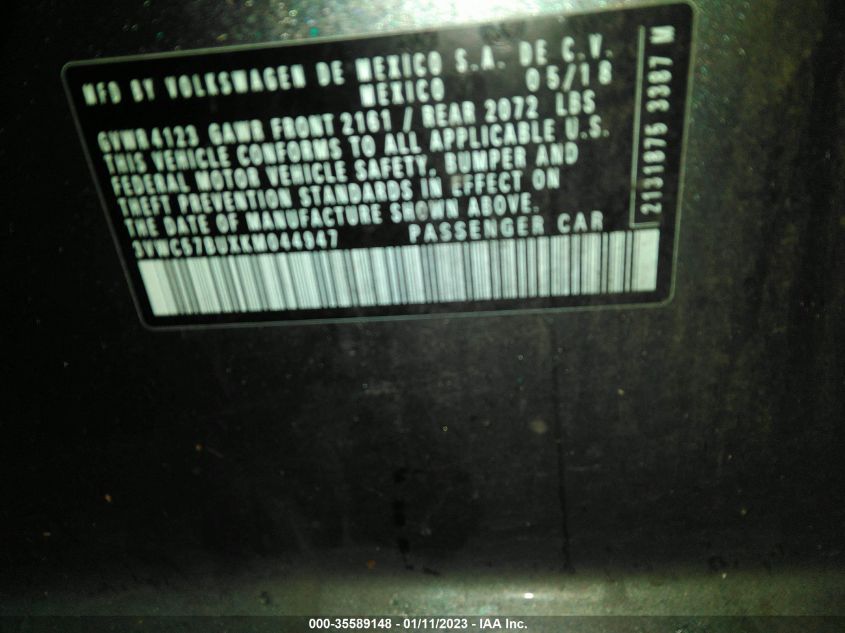 MFD BY VOLKSWAGEN DE MEXICO S.A. DE C.V.
MEXICO 05/18
GVWR4123 GAWR FRONT 2161 / REAR 2072 LBS
THIS VEHICLE CONFORMS TO ALL APPLICABLE U.S.
FEDERAL MOTOR VEHICLE SAFETY, BUMPER AND
THEFT PREVENTION STANDARDS IN EFFECT ON
THE DATE OF MANUFACTURE SHOWN ABOVE.
3VWC57BUXKM044947 PASSENGER CAR
2131875 3387 M
000-35589148 - 01/11/2023 - IAA Inc.